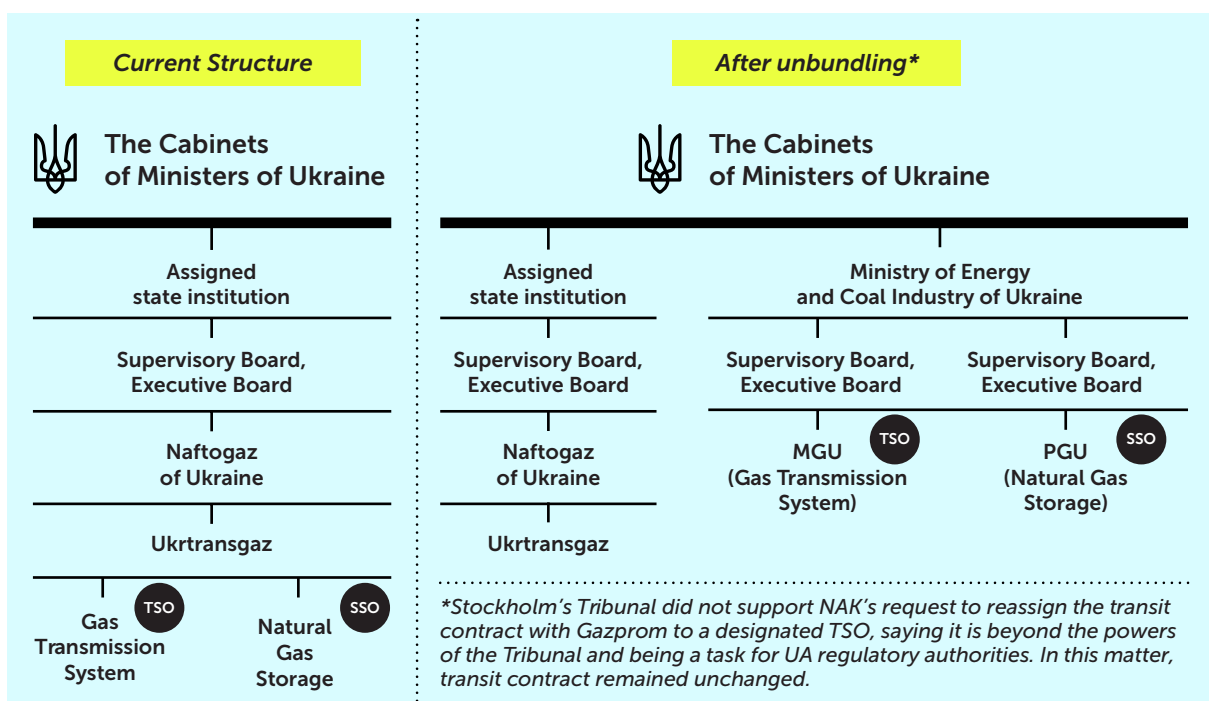 Current Structure
The Cabinets
of Ministers of Ukraine
Assigned
state institution
Supervisory Board,
Executive Board
Naftogaz
of Ukraine
Ukrtransgaz
TSO
Gas
Transmission
System
SSO
Natural
Gas
Storage
After unbundling*
The Cabinets
of Ministers of Ukraine
Assigned
state institution
Supervisory Board,
Executive Board
Naftogaz
of Ukraine
Ukrtransgaz
Ministry of Energy
and Coal Industry of Ukraine
Supervisory Board,
Executive Board
TSO
MGU
(Gas Transmission
System)
Supervisory Board,
Executive Board
SSO
PGU
(Natural Gas
Storage)
*Stockholm's Tribunal did not support NAK's request to reassign the transit
contract with Gazprom to a designated TSO, saying it is beyond the powers
of the Tribunal and being a task for UA regulatory authorities. In this matter,
transit contract remained unchanged.